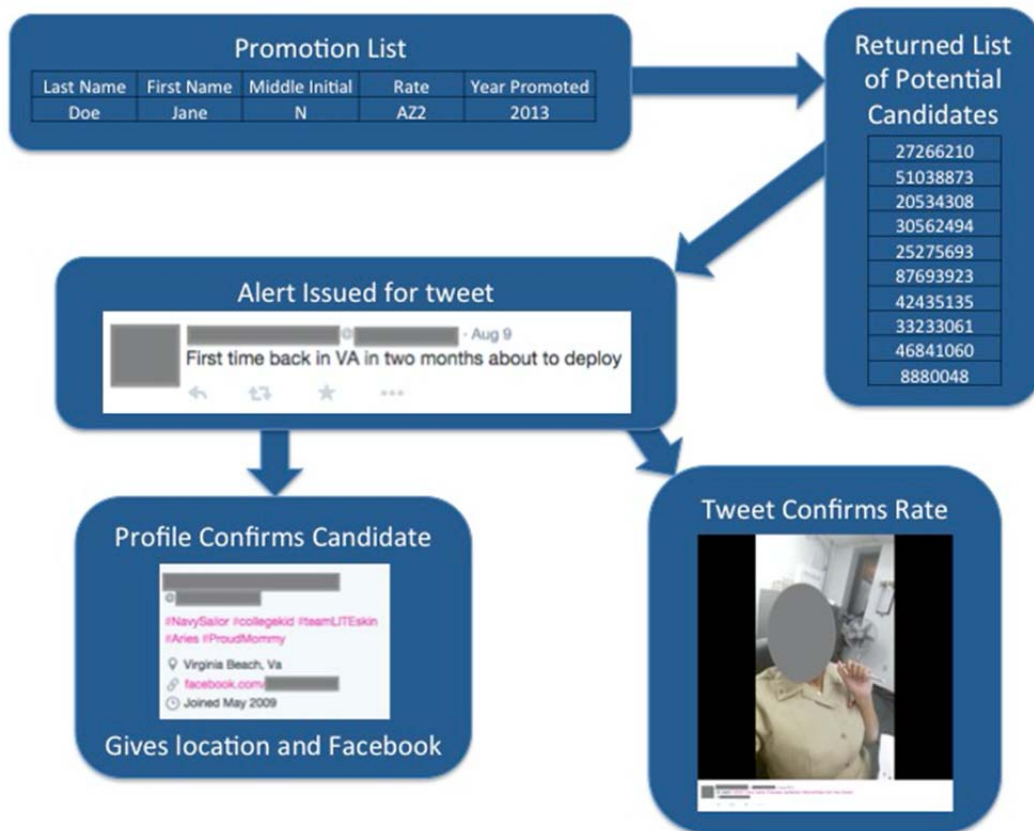 Promotion List
Last Name First Name Middle Initial Rate Year Promoted
Doe Jane N AZ2 2013
Returned List
of Potential
Candidates
27266210
51038873
20534308
30562494
25275693
87693923
42435135
33233061
46841060
8880048
Alert Issued for tweet
@ - Aug 9
First time back in VA in two months about to deploy
Profile Confirms Candidate
@
#NavySailor #collegekid #teamLITEskin
#Aries #ProudMommy
Virginia Beach, Va
facebook.com/
Joined May 2009
Gives location and Facebook
Tweet Confirms Rate